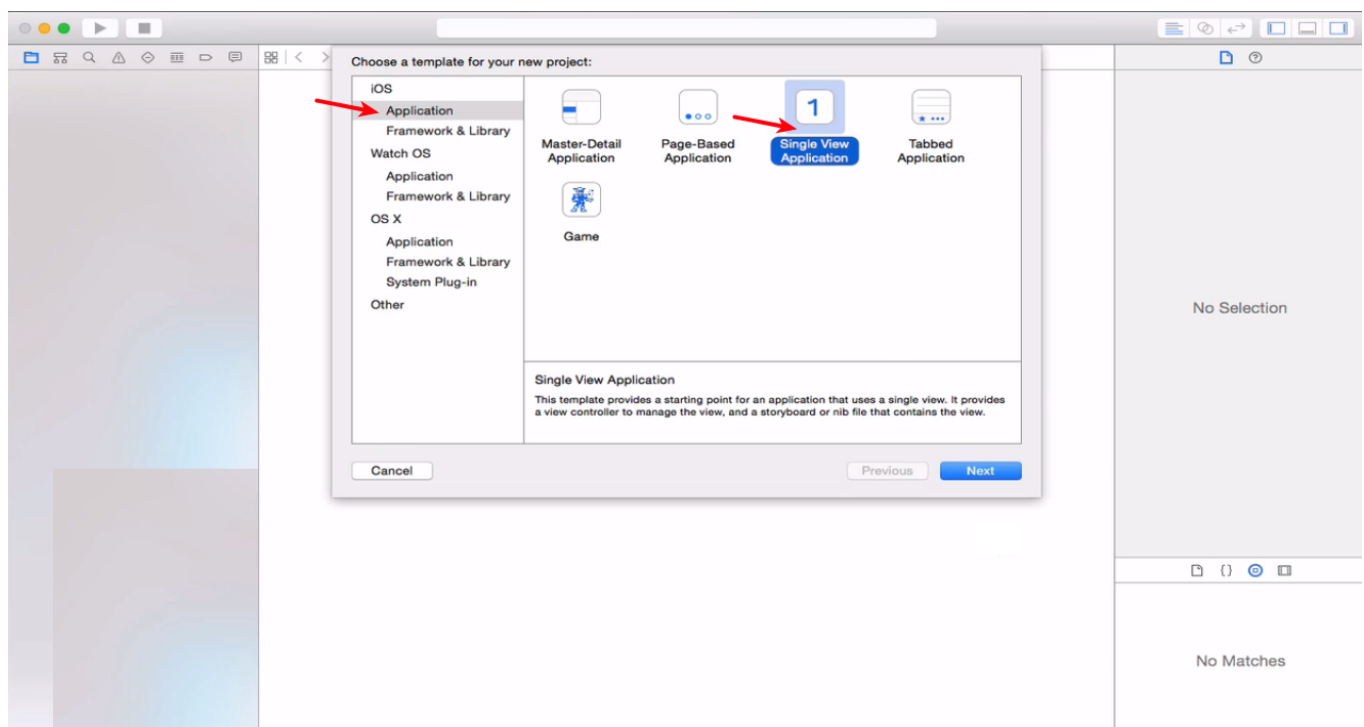 Choose a template for your new project:
iOS
Application
Framework & Library
Watch OS
Application
Framework & Library
OS X
Application
Framework & Library
System Plug-in
Other
Master-Detail
Application
Page-Based
Application
1
Single View
Application
Tabbed
Application
Game
Single View Application
This template provides a starting point for an application that uses a single view. It provides
a view controller to manage the view, and a storyboard or nib file that contains the view.
Cancel
Previous
Next
No Selection
{}
No Matches